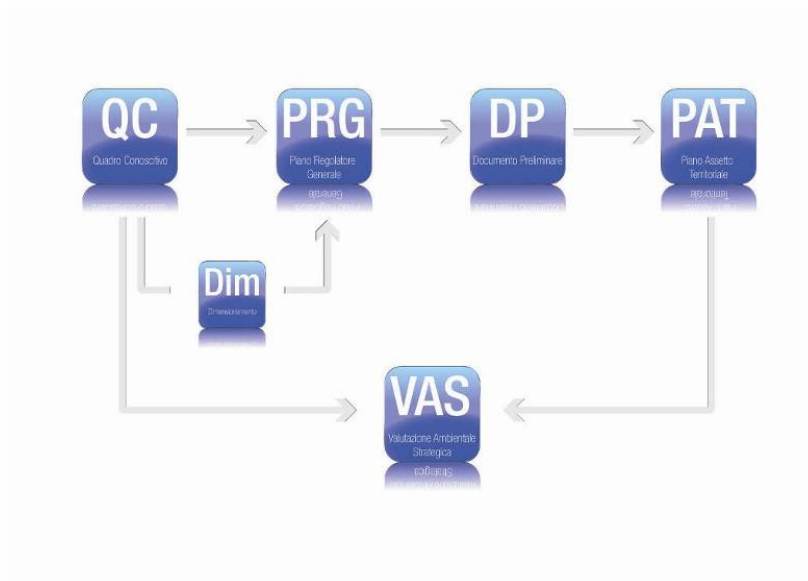 QC
Quadro Conoscitivo
PRG
Piano Regolatore
Generale
DP
Documento Preliminare
PAT
Piano Assetto
Territoriale
Dim
Dimensionamento
VAS
Valutazione Ambientale
Strategica